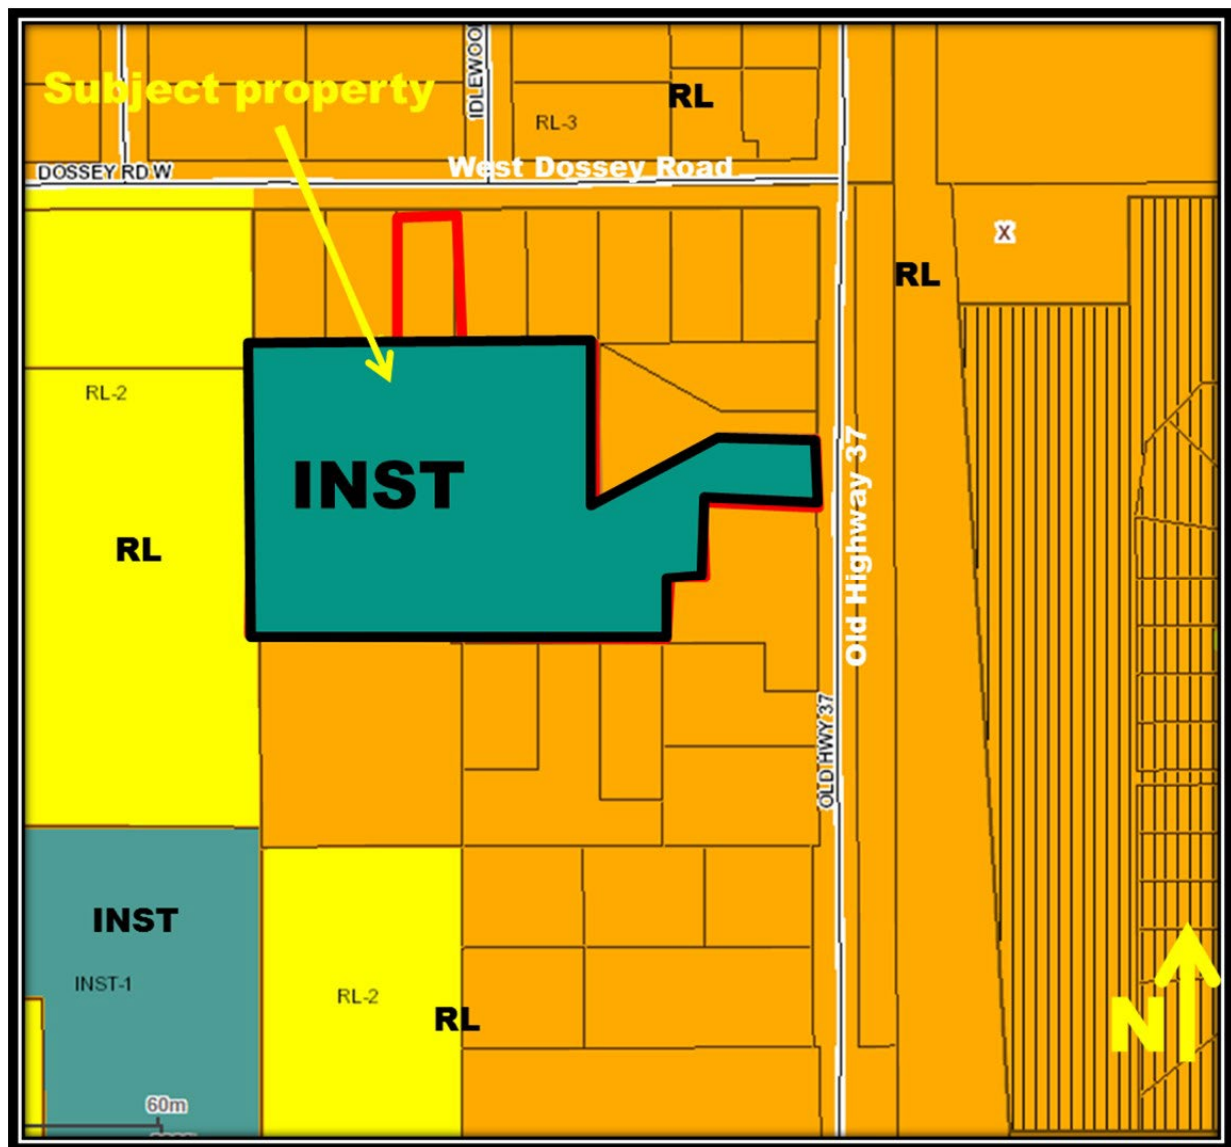 IDLEWOO
Subject property
RL
RL-3
DOSSEY RD W
West Dossey Road
X
RL
RL-2
INST
RL
Old Highway 37
OLD HWY 37
INST
INST-1
RL-2
RL
N
60m